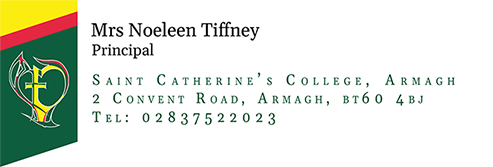 Mrs Noeleen Tiffney
Principal
Saint Catherine's College, Armagh
2 Convent Road, Armagh, BT60 4BJ
Tel: 02837522023